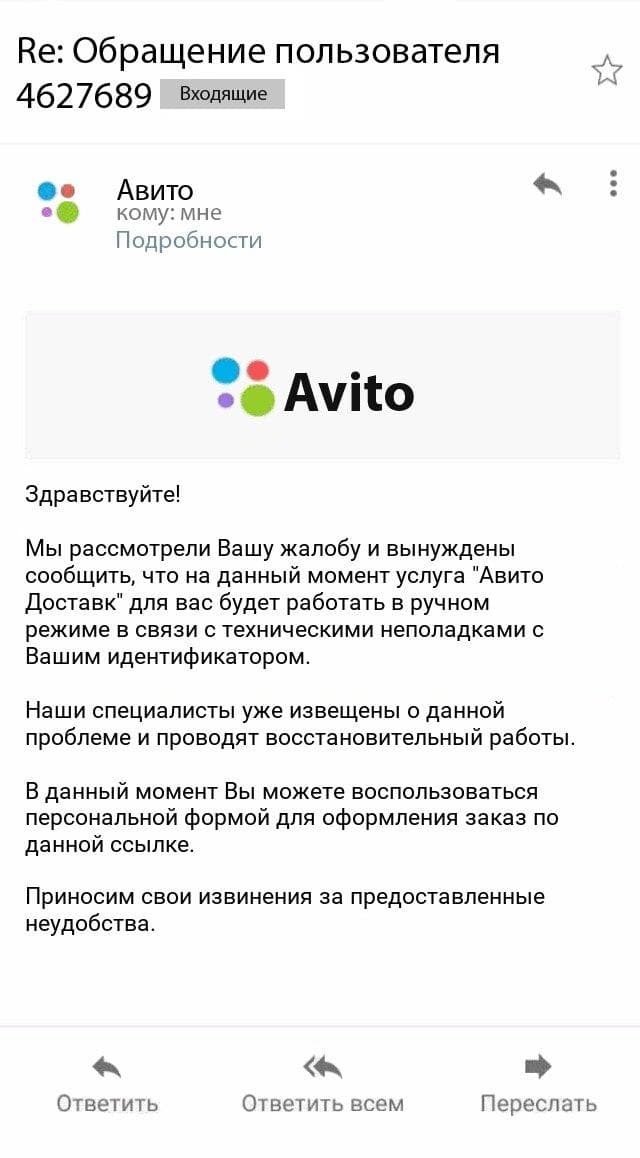 Re: Обращение пользователя
4627689 Входящие
Авито
кому: мне
Подробности
Avito
Здравствуйте!
Мы рассмотрели Вашу жалобу и вынуждены
сообщить, что на данный момент услуга "Авито
Доставк" для вас будет работать в ручном
режиме в связи с техническими неполадками с
Вашим идентификатором.
Наши специалисты уже извещены о данной
проблеме и проводят восстановительный работы.
В данный момент Вы можете воспользоваться
персональной формой для оформления заказ по
данной ссылке.
Приносим свои извинения за предоставленные
неудобства.
Ответить
Ответить всем
Переслать